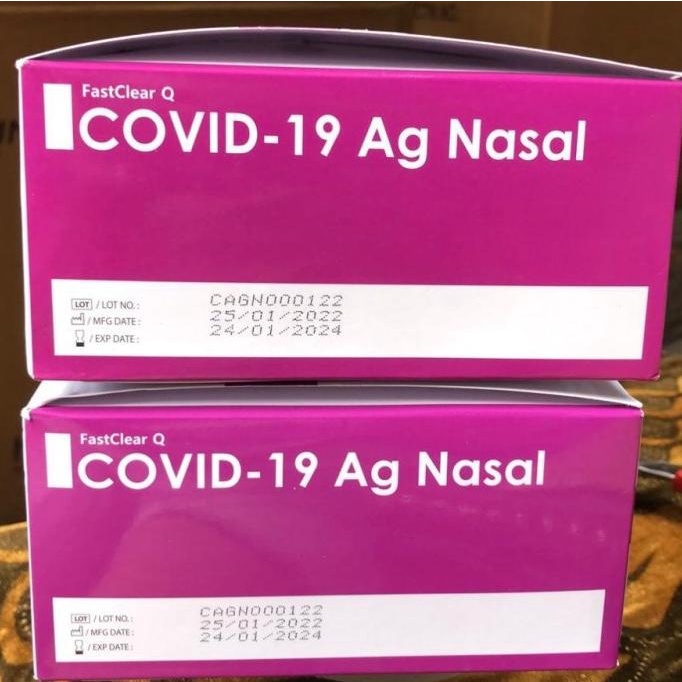 FastClear Q
COVID-19 Ag Nasal
LOT / LOT NO.: CAGN000122
/ MFG DATE: 25/01/2022
/ EXP DATE: 24/01/2024
FastClear Q
COVID-19 Ag Nasal
LOT / LOT NO.: CAGN000122
/ MFG DATE: 25/01/2022
/ EXP DATE: 24/01/2024